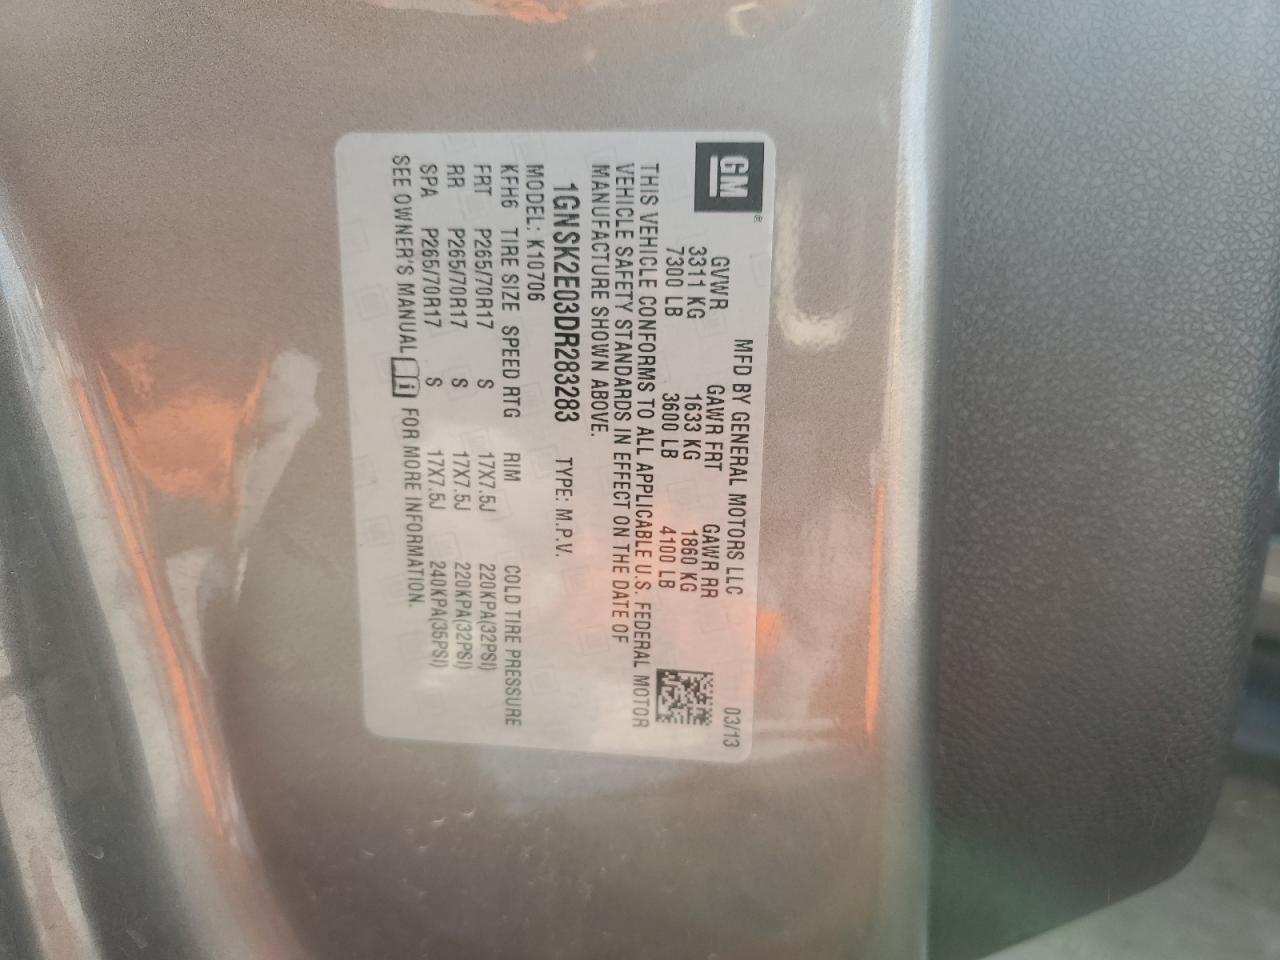 GM®
MFD BY GENERAL MOTORS LLC 03/13
GVWR GAWR FRT GAWR RR
3311 KG 1633 KG 1860 KG
7300 LB 3600 LB 4100 LB
THIS VEHICLE CONFORMS TO ALL APPLICABLE U.S. FEDERAL MOTOR
VEHICLE SAFETY STANDARDS IN EFFECT ON THE DATE OF
MANUFACTURE SHOWN ABOVE.
1GNSK2E03DR283283 TYPE: M.P.V.
MODEL: K10706
KFH6 TIRE SIZE SPEED RTG RIM COLD TIRE PRESSURE
FRT P265/70R17 S 17X7.5J 220KPA(32PSI)
RR P265/70R17 S 17X7.5J 220KPA(32PSI)
SPA P265/70R17 S 17X7.5J 240KPA(35PSI)
SEE OWNER'S MANUAL i FOR MORE INFORMATION.